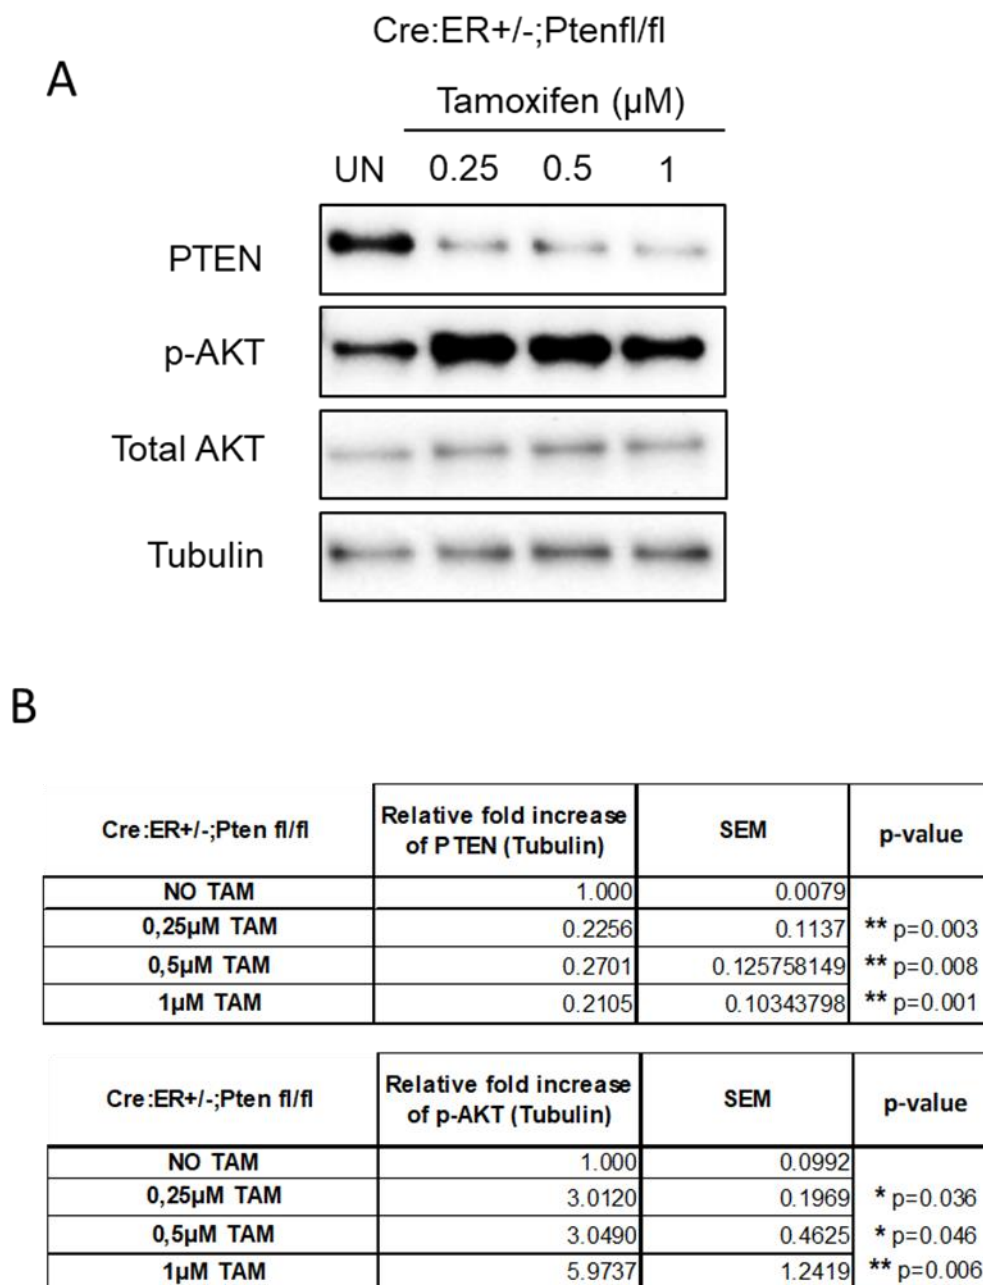 Cre:ER+/-;Ptenfl/fl
A
Tamoxifen (µM)
UN 0.25 0.5 1
PTEN
p-AKT
Total AKT
Tubulin
B
Cre:ER+/-;Pten fl/fl Relative fold increase of PTEN (Tubulin) SEM p-value
NO TAM 1.000 0.0079
0,25µM TAM 0.2256 0.1137 ** p=0.003
0,5µM TAM 0.2701 0.125758149 ** p=0.008
1µM TAM 0.2105 0.10343798 ** p=0.001
Cre:ER+/-;Pten fl/fl Relative fold increase of p-AKT (Tubulin) SEM p-value
NO TAM 1.000 0.0992
0,25µM TAM 3.0120 0.1969 * p=0.036
0,5µM TAM 3.0490 0.4625 * p=0.046
1µM TAM 5.9737 1.2419 ** p=0.006